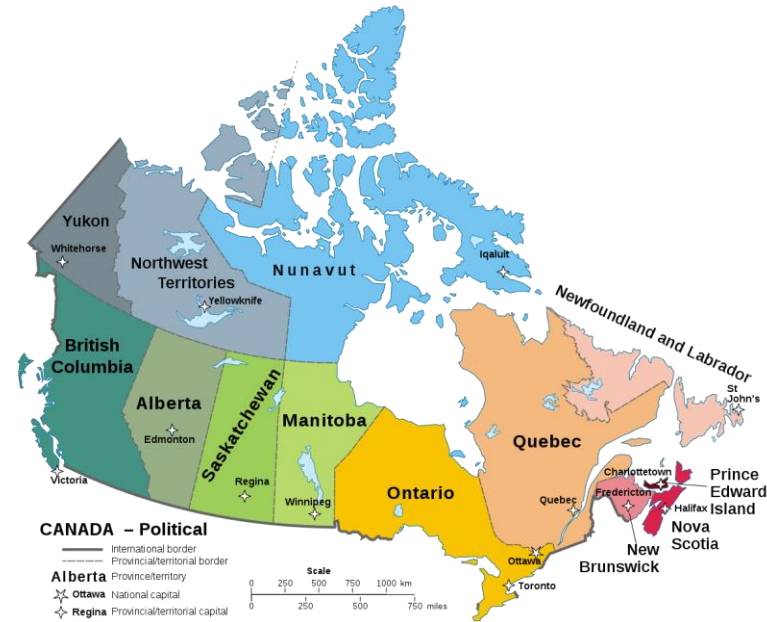 Yukon
Whitehorse
Northwest
Territories
Yellowknife
Nunavut
Iqaluit
Newfoundland and Labrador
St
John's
British
Columbia
Alberta
Edmonton
Saskatchewan
Regina
Manitoba
Winnipeg
Victoria
Ontario
Quebec
Quebec
Ottawa
Toronto
Charlottetown
Fredericton
Halifax
Prince
Edward
Island
Nova
Scotia
New
Brunswick
CANADA – Political
International border
Provincial/territorial border
Alberta Province/territory
Ottawa National capital
Regina Provincial/territorial capital
Scale
0 250 500 750 1000 km
0 250 500 750 miles